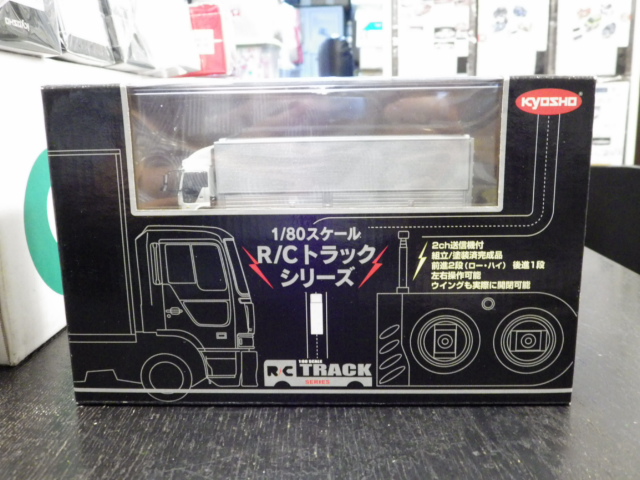 KYOSHO
1/80スケール
R/Cトラック
シリーズ
2ch送信機付
組立/塗装済完成品
前進2段（ロー・ハイ） 後進1段
左右操作可能
ウイングも実際に開閉可能
1:80 SCALE
R/C TRACK
SERIES